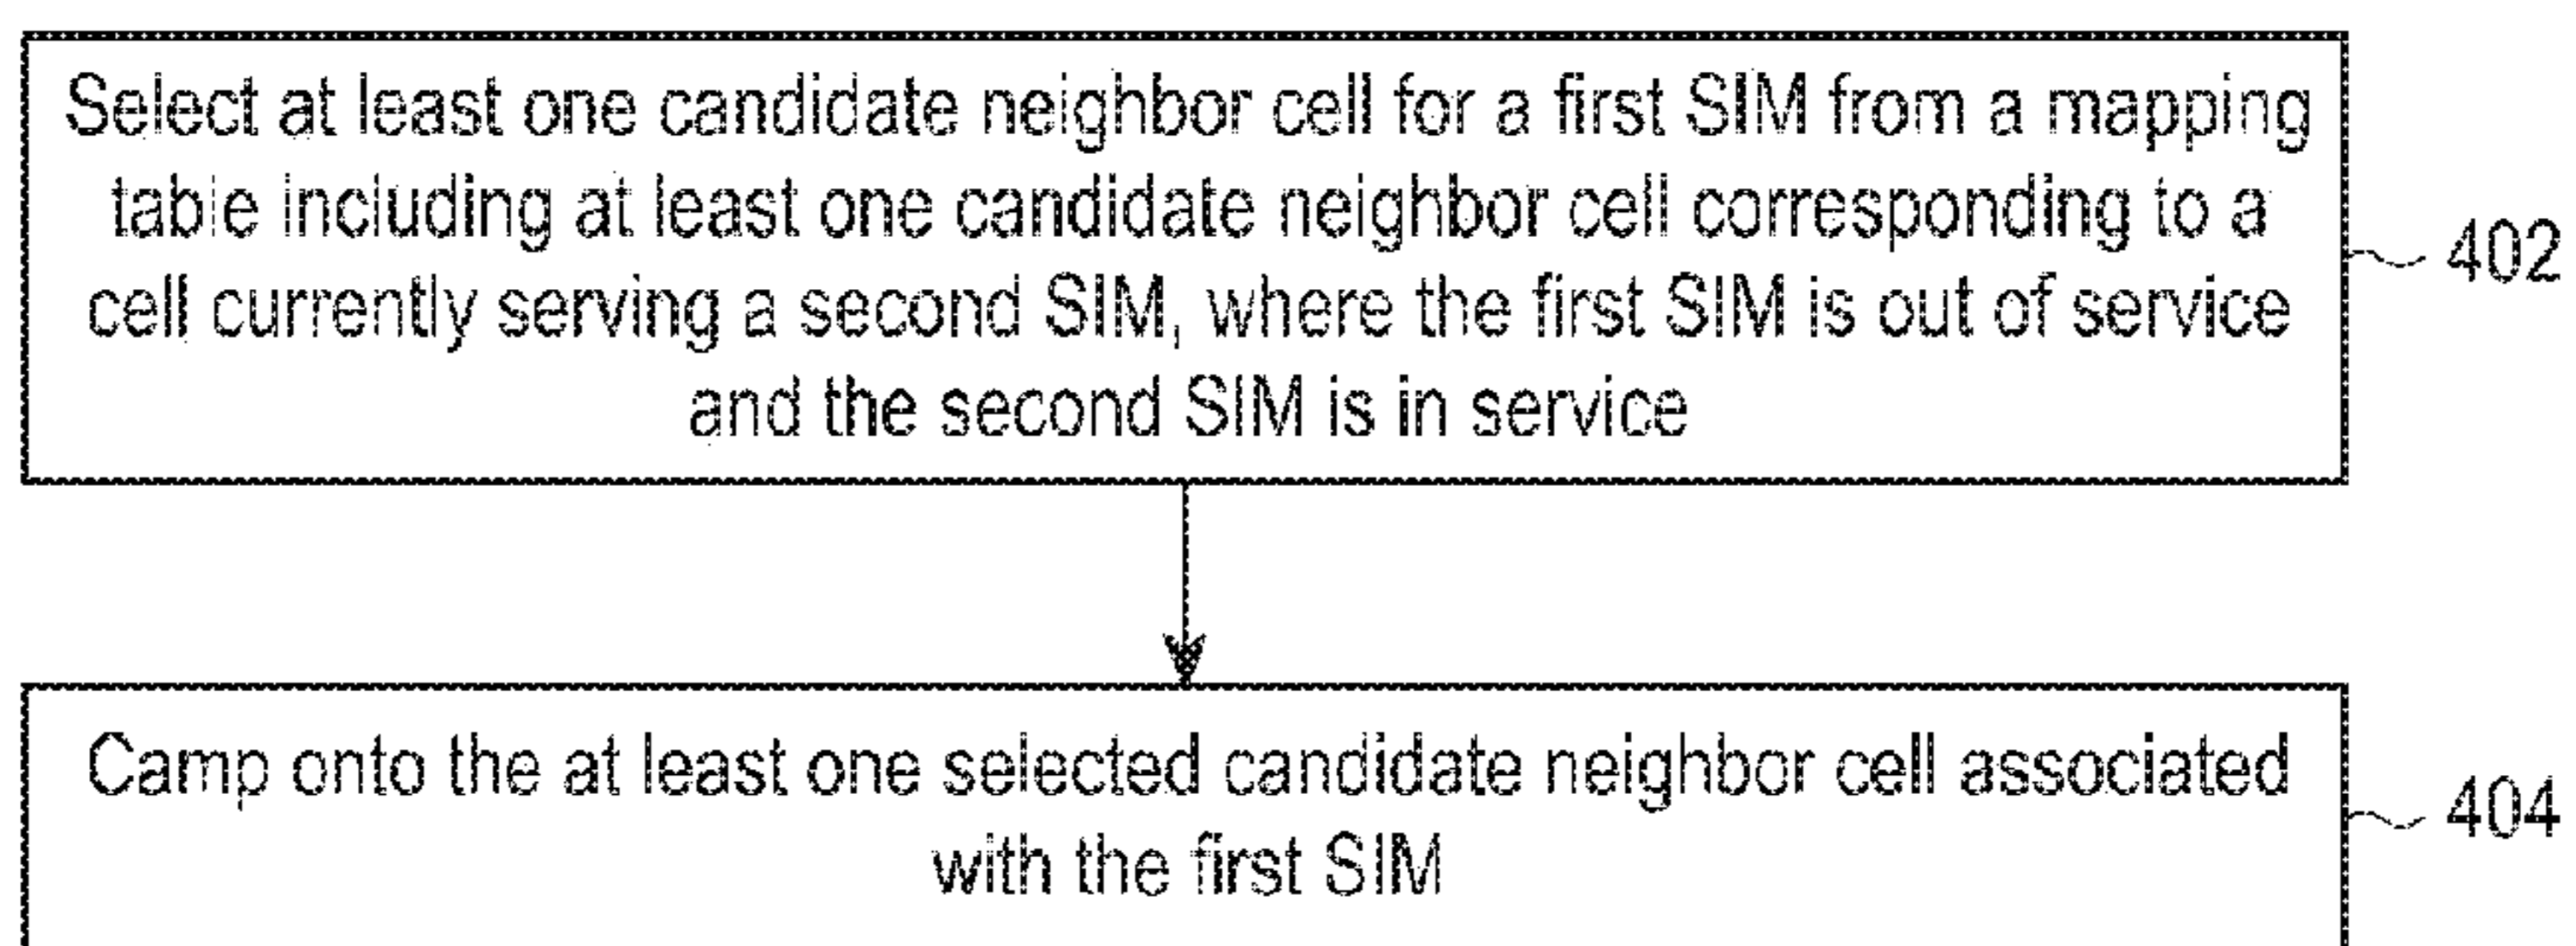 Select at least one candidate neighbor cell for a first SIM from a mapping
table including at least one candidate neighbor cell corresponding to a
cell currently serving a second SIM, where the first SIM is out of service
and the second SIM is in service
402
Camp onto the at least one selected candidate neighbor cell associated
with the first SIM
404